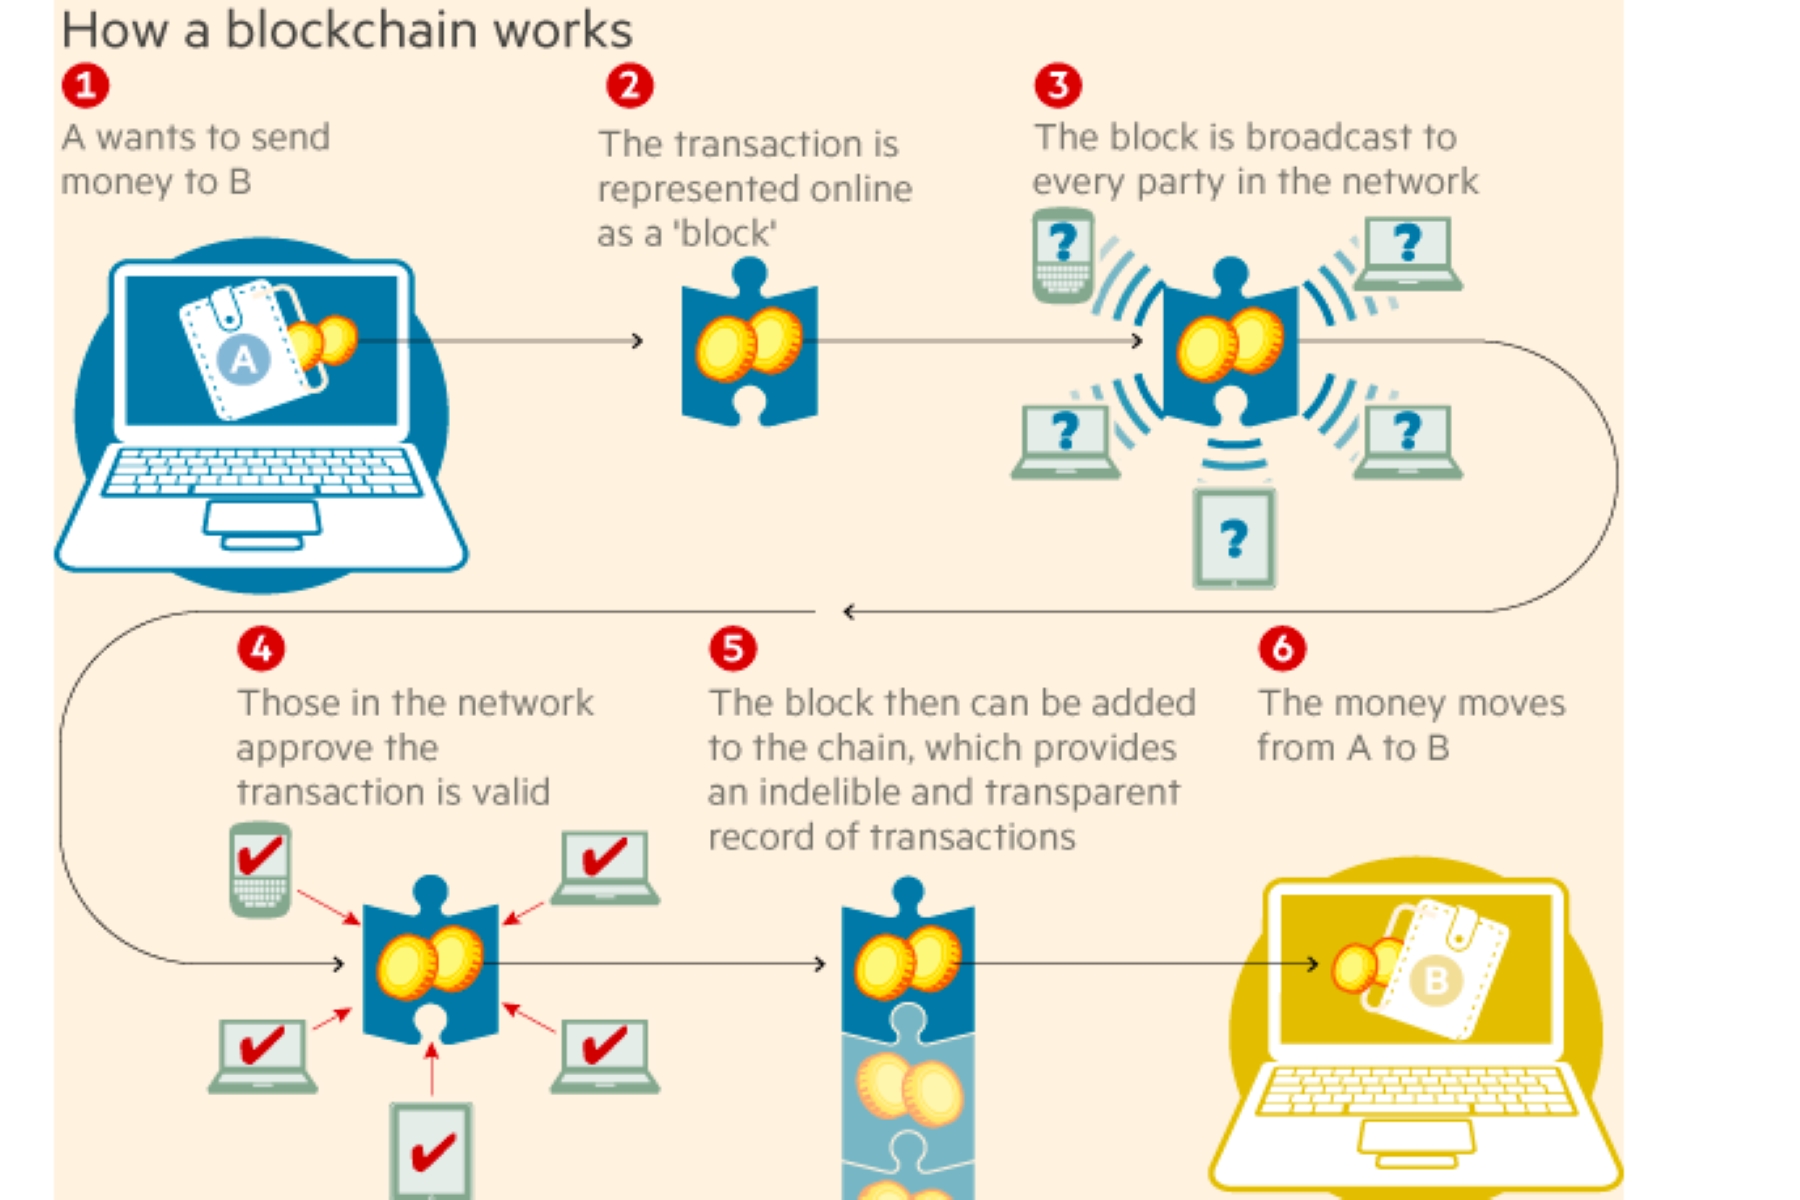 How a blockchain works
1
A wants to send
money to B
2
The transaction is
represented online
as a 'block'
3
The block is broadcast to
every party in the network
?
?
?
?
?
A
4
Those in the network
approve the
transaction is valid
5
The block then can be added
to the chain, which provides
an indelible and transparent
record of transactions
6
The money moves
from A to B
B